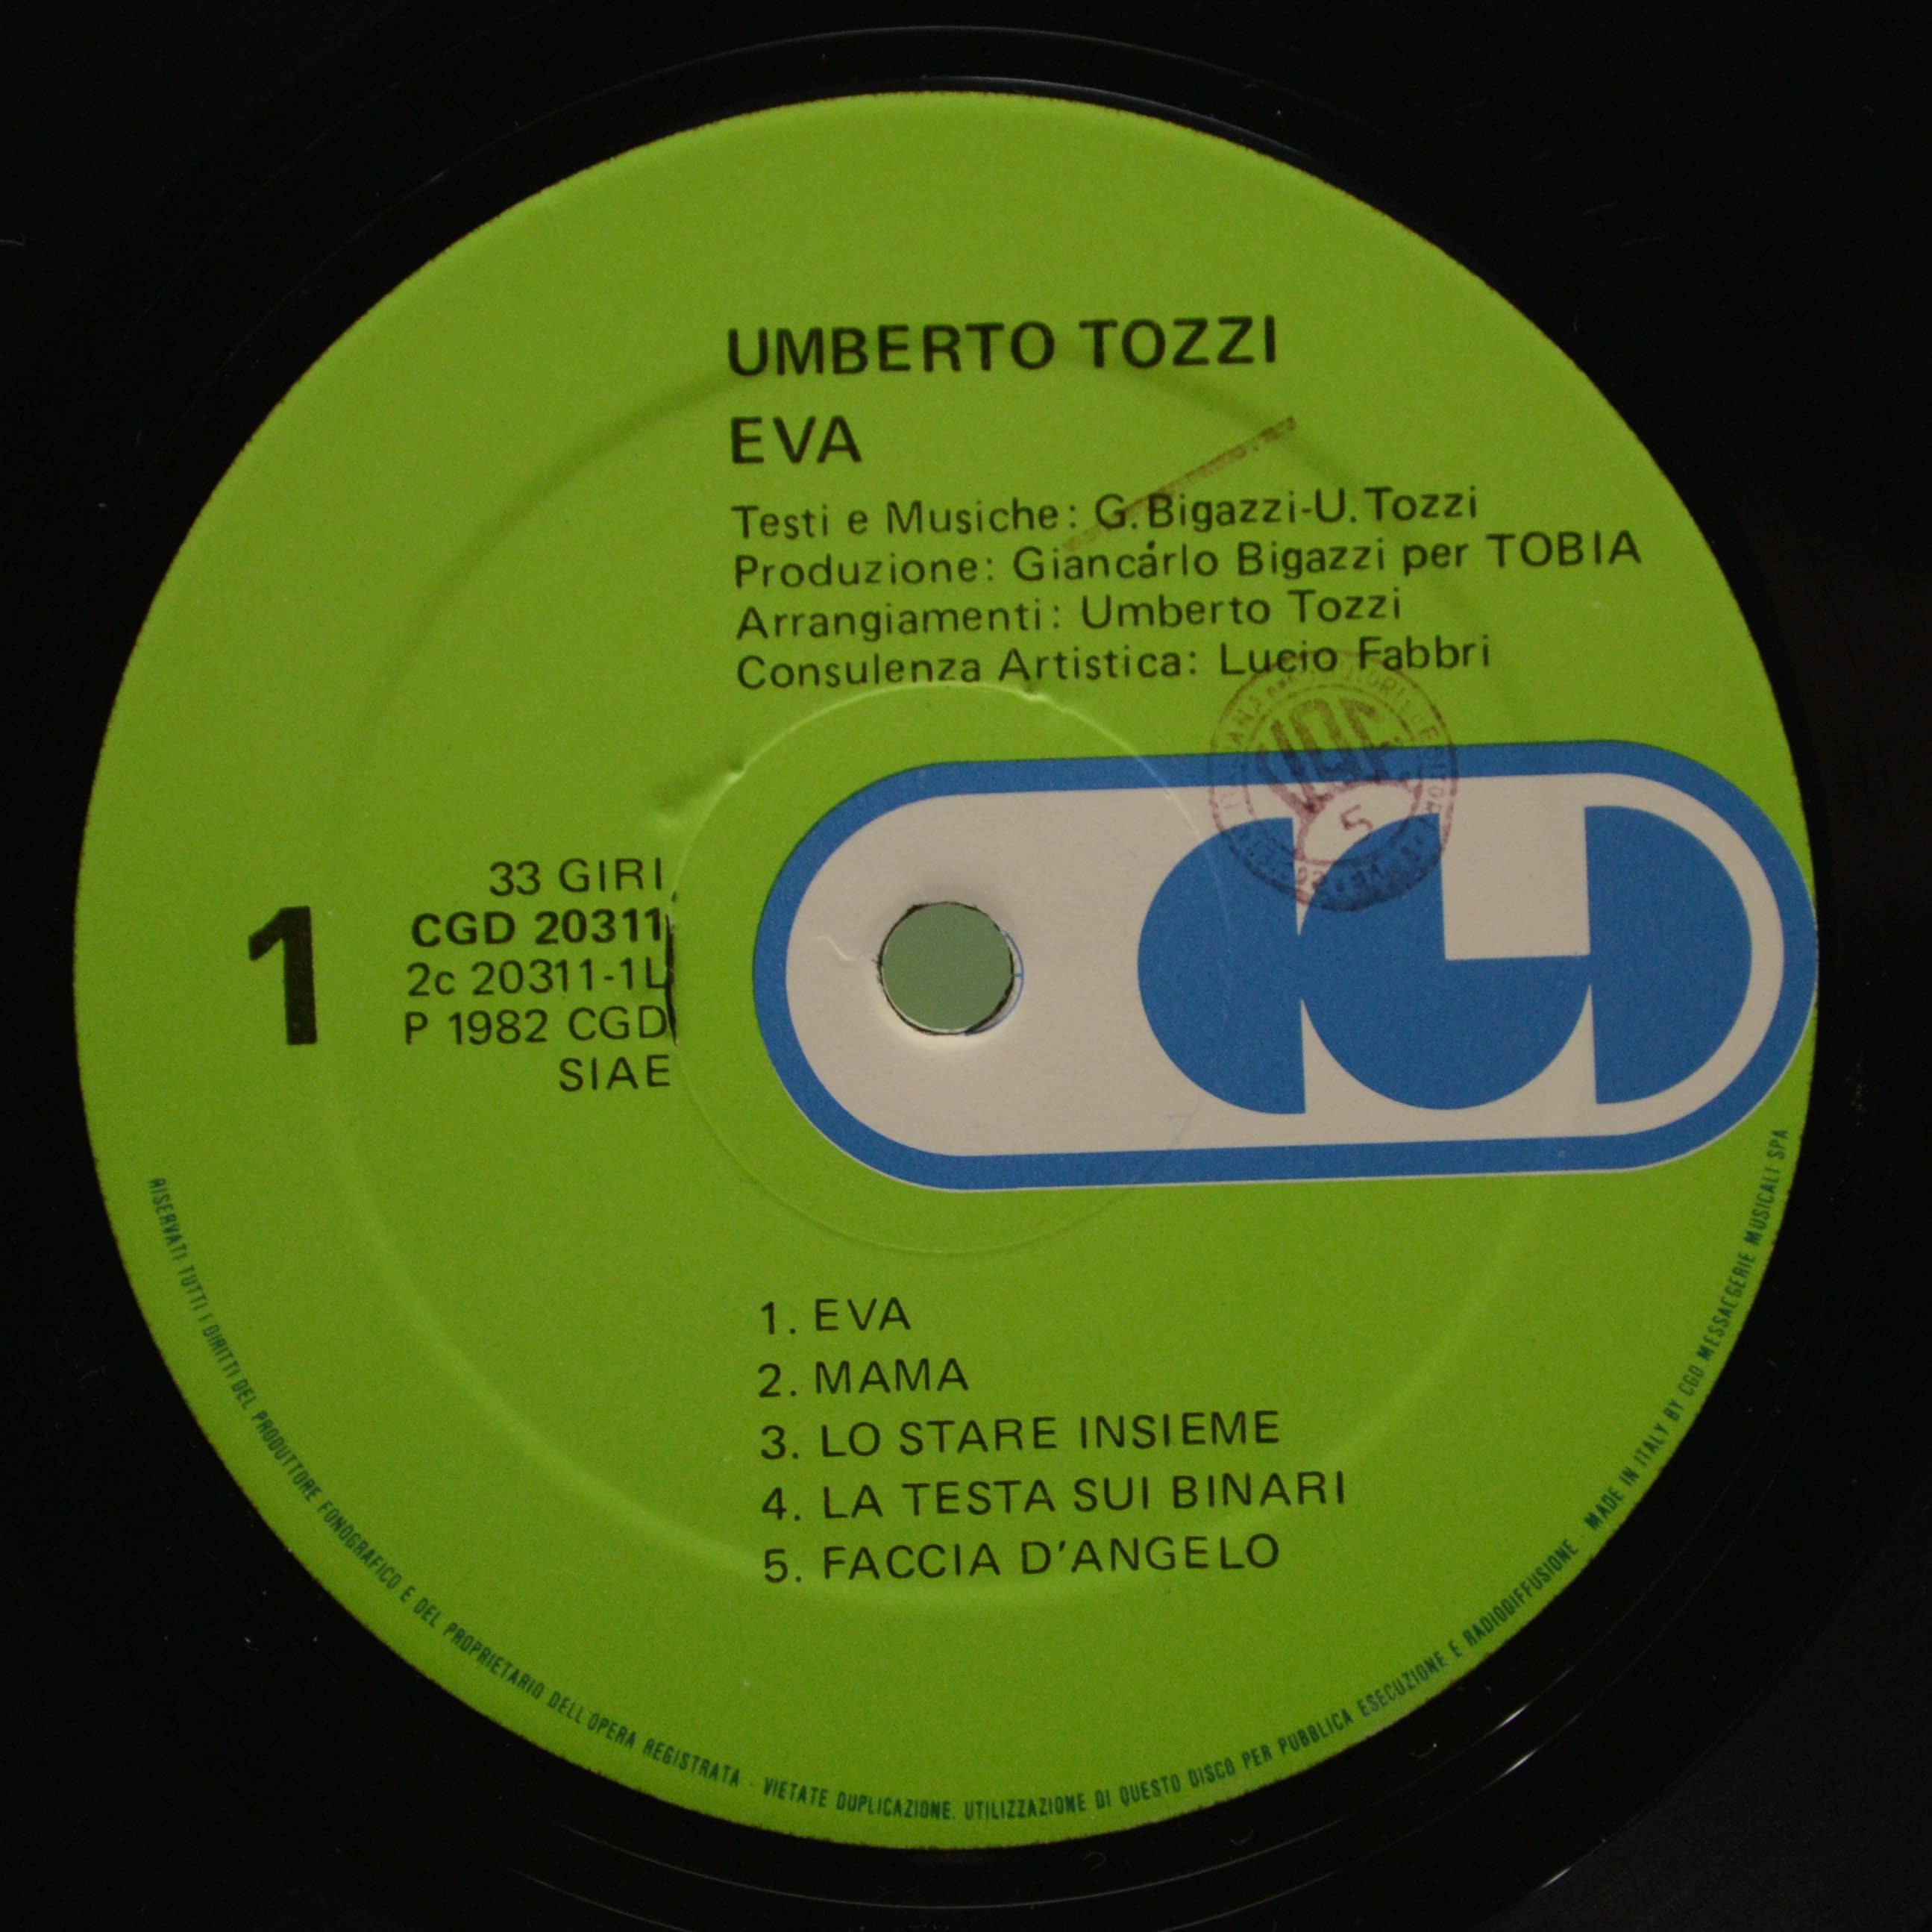 UMBERTO TOZZI
EVA
Testi e Musiche: G. Bigazzi-U. Tozzi
Produzione: Giancarlo Bigazzi per TOBIA
Arrangiamenti: Umberto Tozzi
Consulenza Artistica: Lucio Fabbri
1
33 GIRI
CGD 20311
2c 20311-1L
P 1982 CGD
SIAE
5
1. EVA
2. MAMA
3. LO STARE INSIEME
4. LA TESTA SUI BINARI
5. FACCIA D'ANGELO
RISERVATI TUTTI I DIRITTI DEL PRODUTTORE FONOGRAFICO E DEL PROPRIETARIO DELL'OPERA REGISTRATA - VIETATE DUPLICAZIONE, UTILIZZAZIONE DI QUESTO DISCO PER PUBBLICA ESECUZIONE E RADIODIFFUSIONE - MADE IN ITALY BY CGD MESSACGERIE MUSICALI SPA